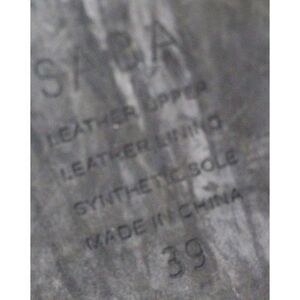 SABA
LEATHER UPPER
LEATHER LINING
SYNTHETIC SOLE
MADE IN CHINA
39